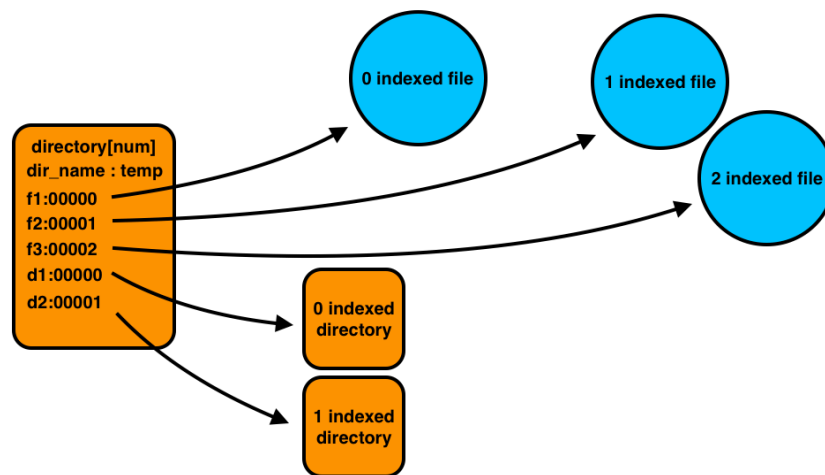 0 indexed file
1 indexed file
directory[num]
dir_name : temp
2 indexed file
f1:00000
f2:00001
f3:00002
d1:00000
d2:00001
0 indexed
directory
1 indexed
directory